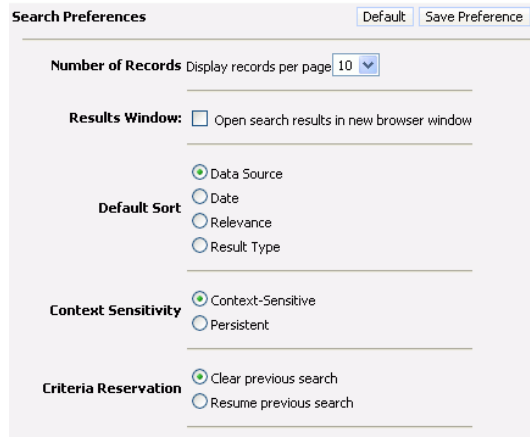 Search Preferences Default Save Preference
Number of Records Display records per page 10
Results Window: Open search results in new browser window
Data Source
Date
Default Sort
Relevance
Result Type
Context-Sensitive
Context Sensitivity
Persistent
Clear previous search
Criteria Reservation
Resume previous search